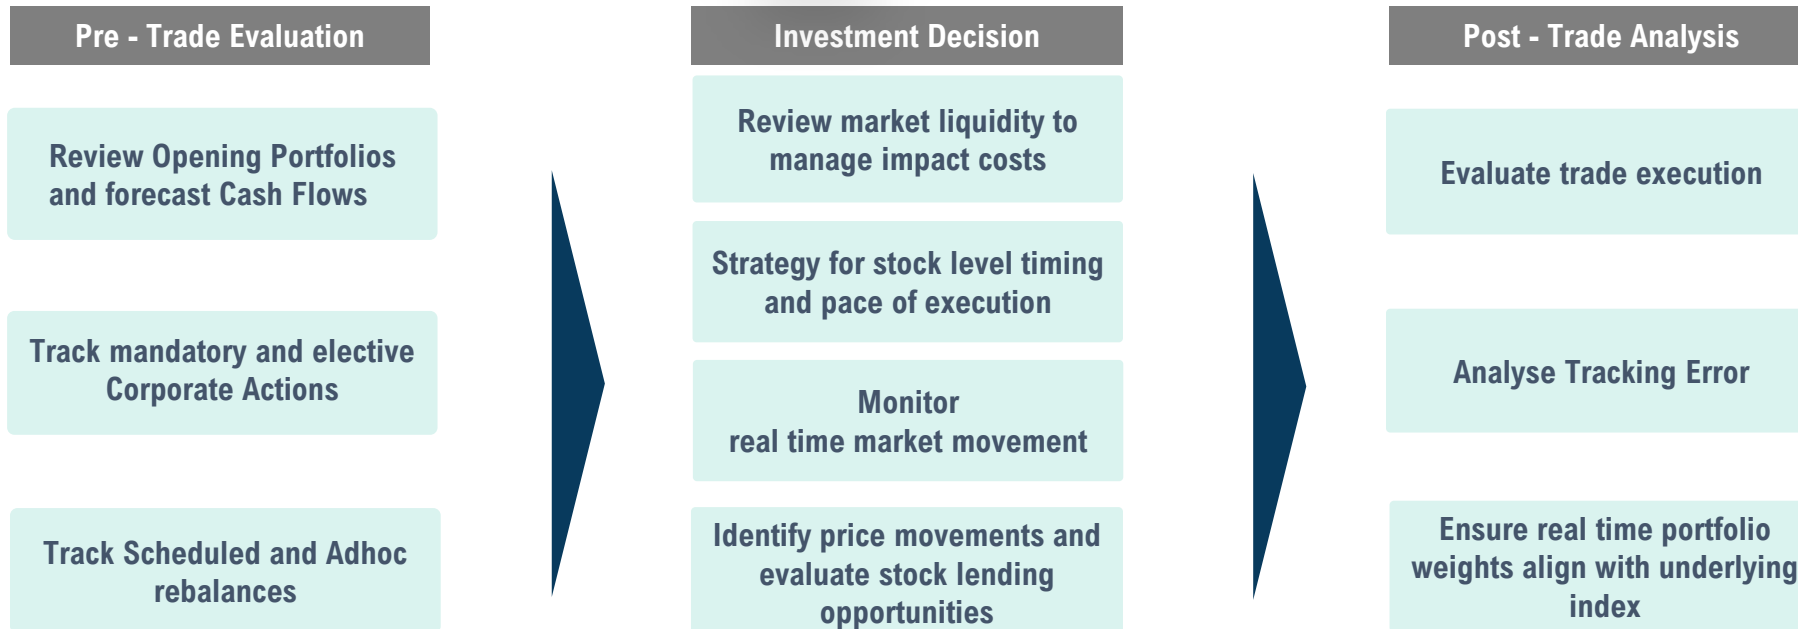 Pre - Trade Evaluation
Review Opening Portfolios
and forecast Cash Flows
Track mandatory and elective
Corporate Actions
Track Scheduled and Adhoc
rebalances
Investment Decision
Review market liquidity to
manage impact costs
Strategy for stock level timing
and pace of execution
Monitor
real time market movement
Identify price movements and
evaluate stock lending
opportunities
Post - Trade Analysis
Evaluate trade execution
Analyse Tracking Error
Ensure real time portfolio
weights align with underlying
index